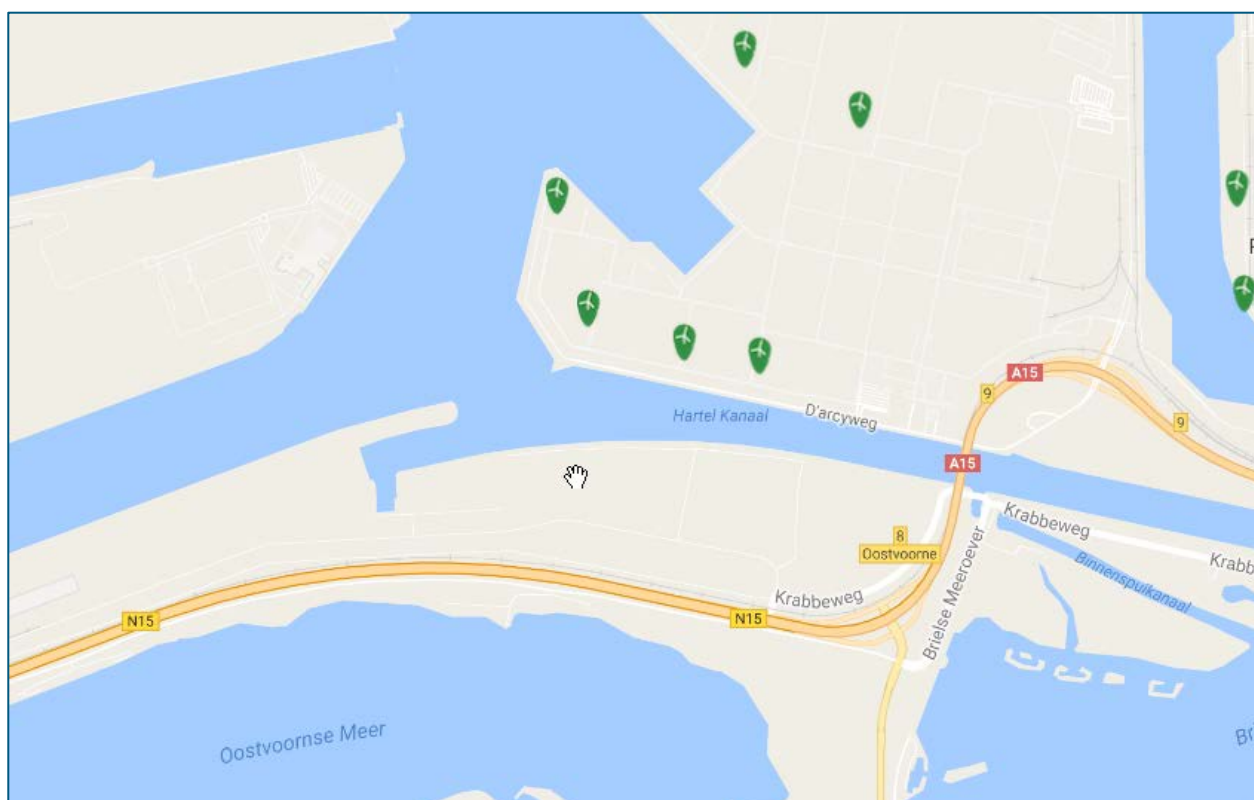 A15
9
9
D'arcyweg
Hartel Kanaal
A15
Krabbeweg
8
Oostvoorne
Binnenspuikanaal
Krabb
Krabbeweg
Brielse Meeroever
N15
N15
Oostvoornse Meer
Br